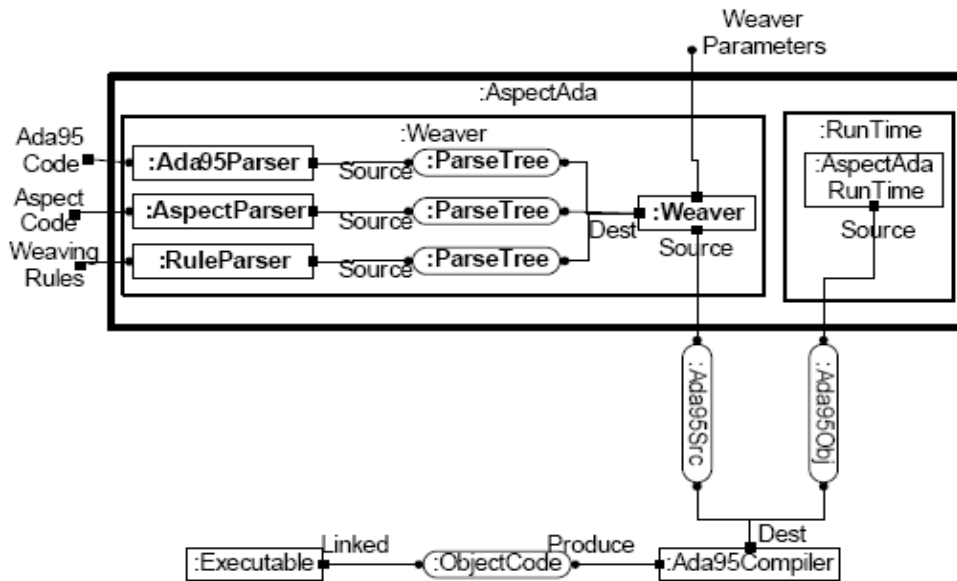 Weaver
Parameters
:AspectAda
:Weaver
:RunTime
Ada95
Code
:Ada95Parser
Source
:ParseTree
:AspectAda
RunTime
Aspect
Code
:AspectParser
Source
:ParseTree
Dest
:Weaver
Source
Source
Weaving
Rules
:RuleParser
Source
:ParseTree
:Ada95Src
:Ada95Obj
Dest
:Executable
Linked
:ObjectCode
Produce
:Ada95Compiler